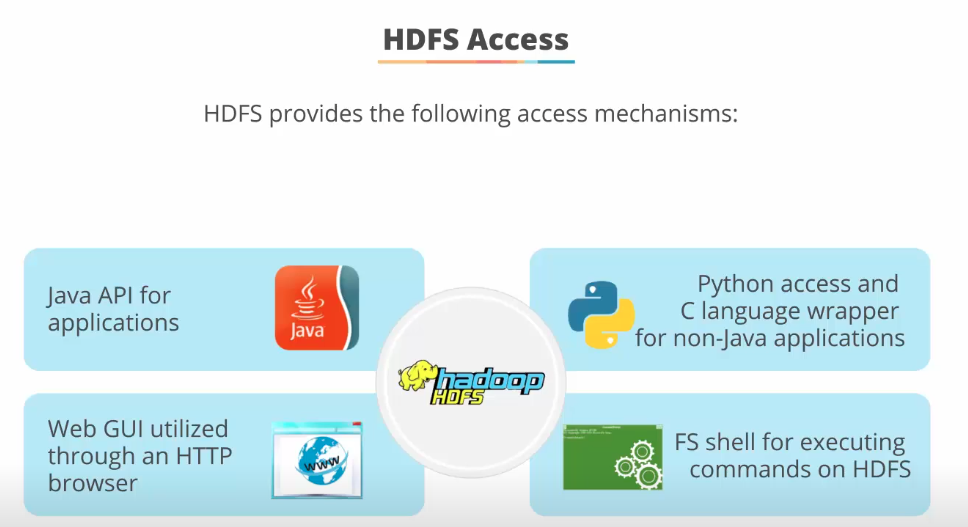 HDFS Access
HDFS provides the following access mechanisms:
Java API for
applications
Java
Python access and
C language wrapper
for non-Java applications
hadoop
HDFS
Web GUI utilized
through an HTTP
browser
WWW
FS shell for executing
commands on HDFS